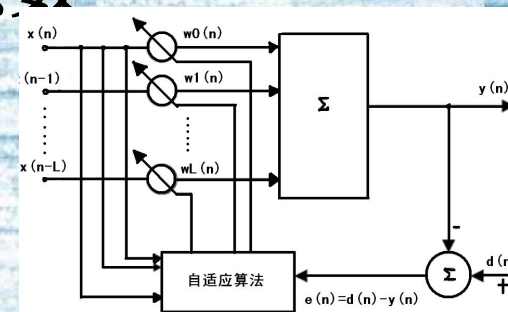 x(n)
w0(n)
(n-1)
w1(n)
Σ
y(n)
x(n-L)
wL(n)
-
自适应算法
Σ
d(n
+
e(n)=d(n)-y(n)